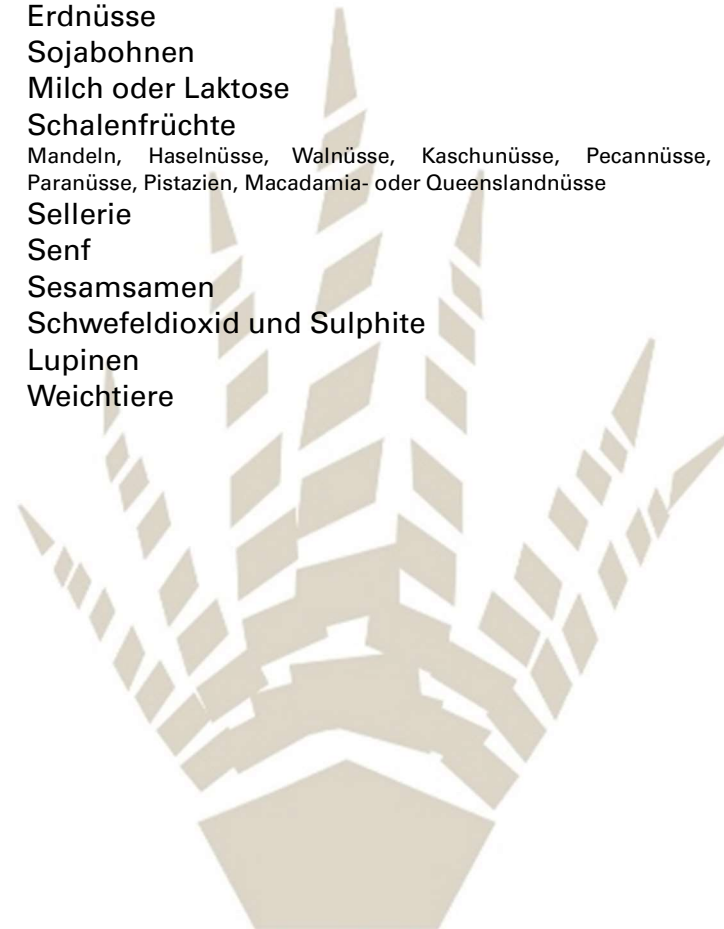 Erdnüsse
Sojabohnen
Milch oder Laktose
Schalenfrüchte
Mandeln, Haselnüsse, Walnüsse, Kaschunüsse, Pecannüsse,
Paranüsse, Pistazien, Macadamia- oder Queenslandnüsse
Sellerie
Senf
Sesamsamen
Schwefeldioxid und Sulphite
Lupinen
Weichtiere